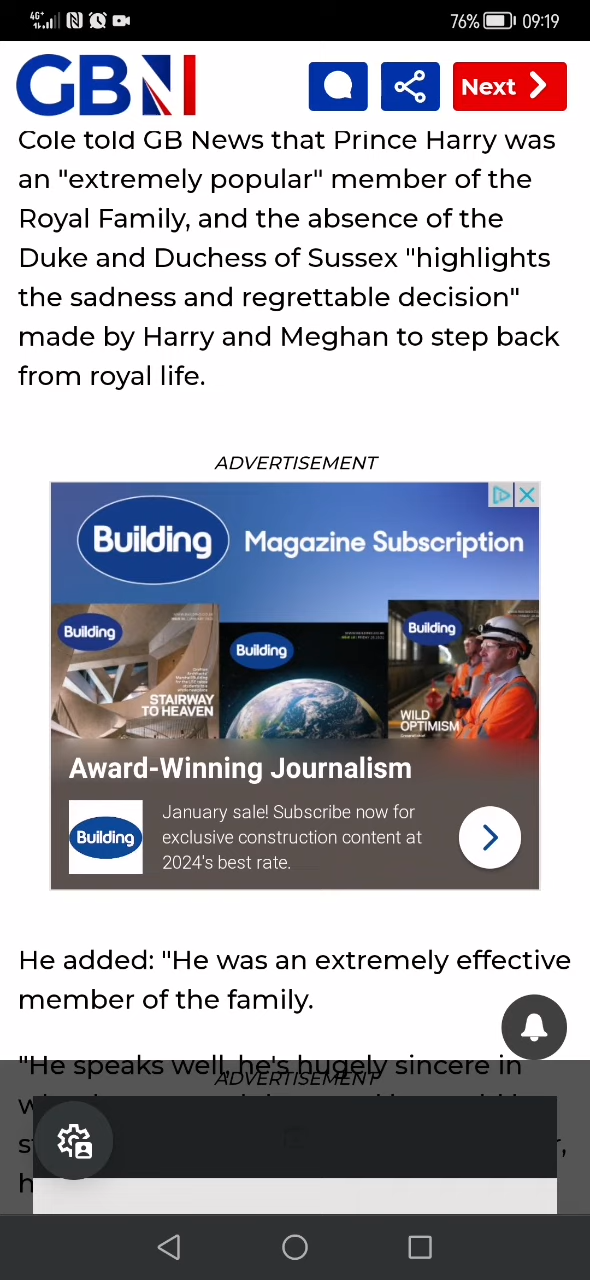 4G+
76% 09:19
GBN
Next
Cole told GB News that Prince Harry was
an "extremely popular" member of the
Royal Family, and the absence of the
Duke and Duchess of Sussex "highlights
the sadness and regrettable decision"
made by Harry and Meghan to step back
from royal life.
ADVERTISEMENT
Building Magazine Subscription
Building
STAIRWAY
TO HEAVEN
Building
Building
WILD
OPTIMISM
Award-Winning Journalism
Building
January sale! Subscribe now for
exclusive construction content at
2024's best rate.
He added: "He was an extremely effective
member of the family.
"He speaks well, he's hugely sincere in
ADVERTISEMENT